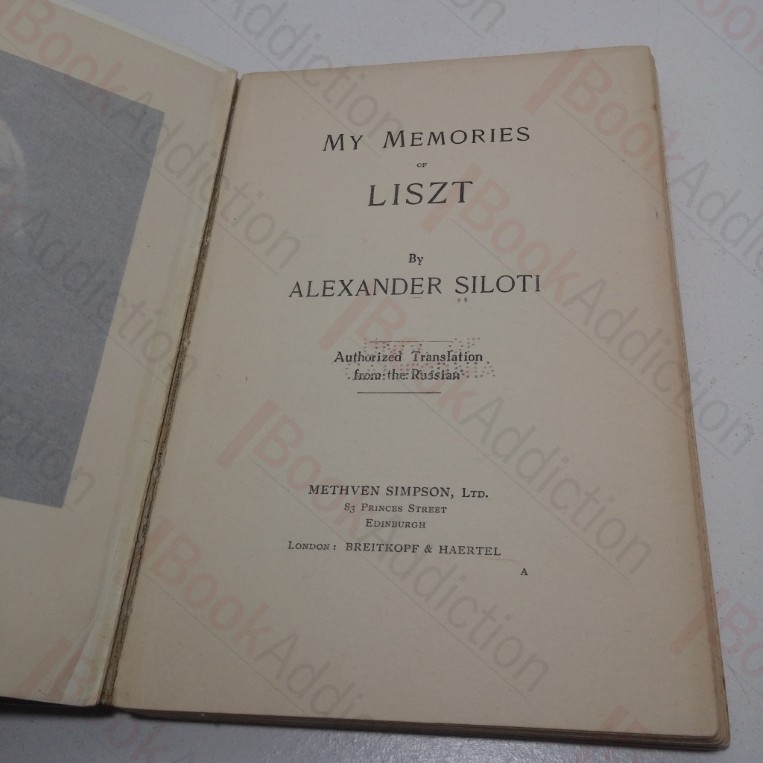 MY MEMORIES
OF
LISZT
By
ALEXANDER SILOTI
Authorized Translation
from the Russian
METHVEN SIMPSON, LTD.
83 PRINCES STREET
EDINBURGH
LONDON: BREITKOPF & HAERTEL
A
BookAddiction